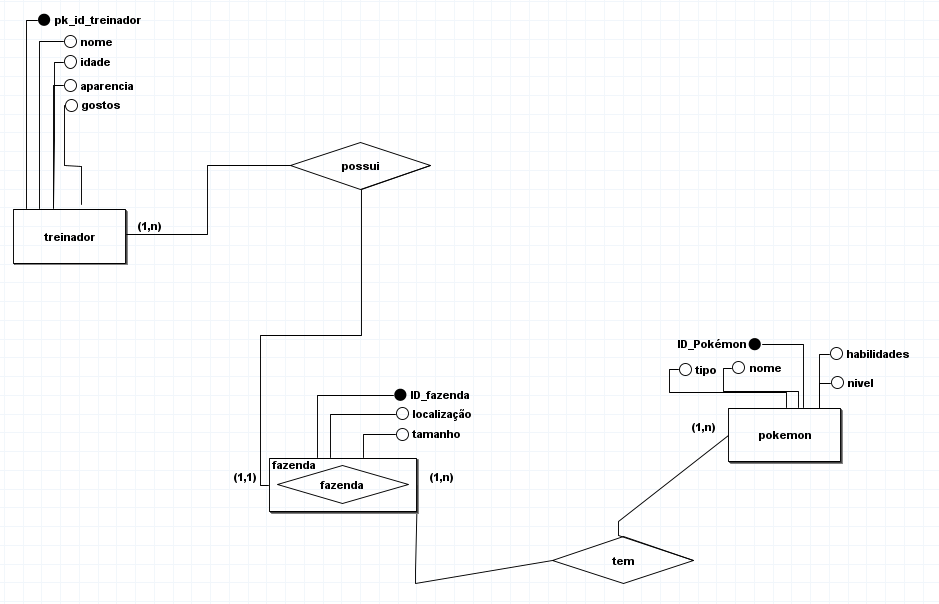 pk_id_treinador
nome
idade
aparencia
gostos
possui
treinador
(1,n)
ID_Pokémon
tipo
nome
habilidades
nivel
(1,n)
pokemon
ID_fazenda
localização
tamanho
(1,1)
fazenda
fazenda
(1,n)
tem